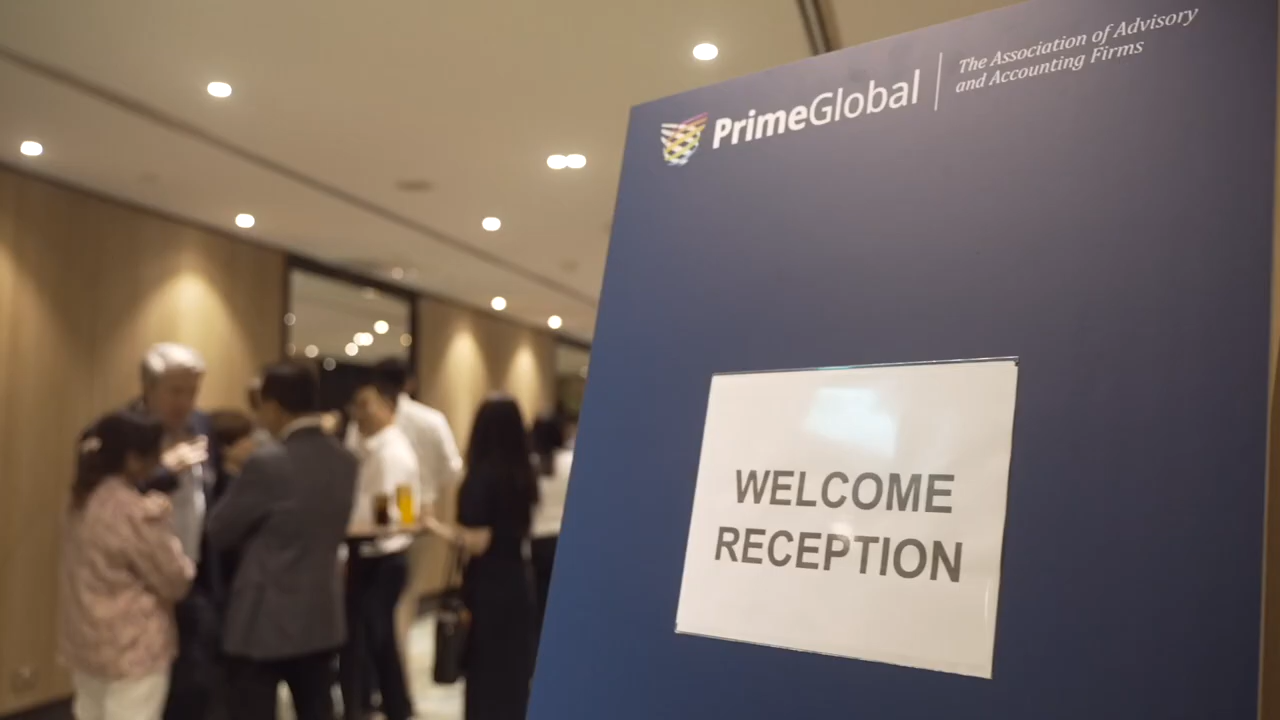 PrimeGlobal
The Association of Advisory
and Accounting Firms
WELCOME
RECEPTION